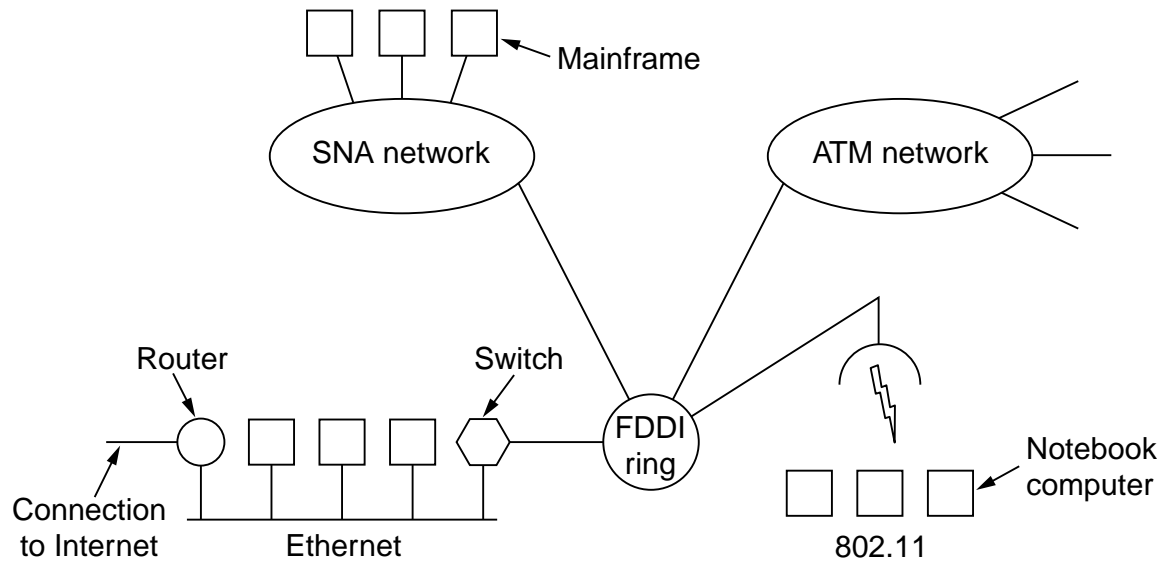 Mainframe
SNA network
ATM network
Router
Switch
FDDI
ring
Notebook
computer
Connection
to Internet
Ethernet
802.11